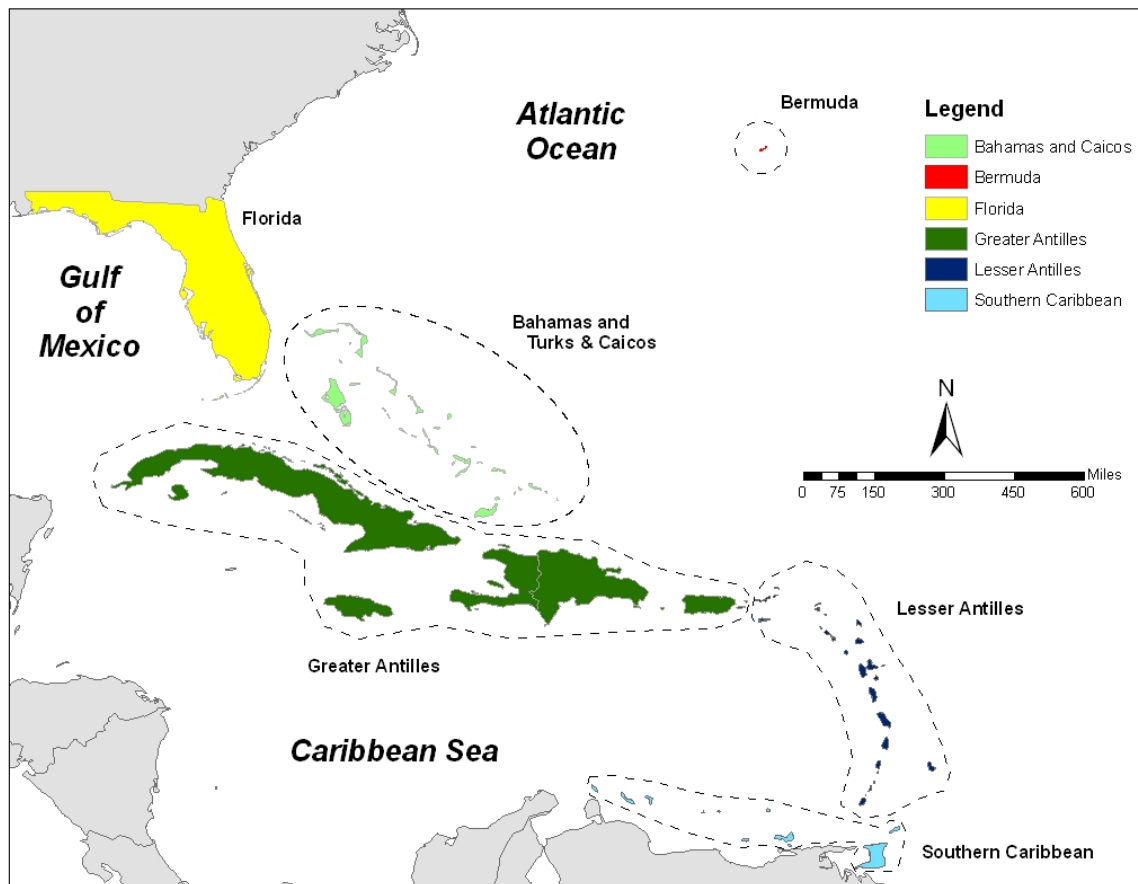 Atlantic
Ocean
Bermuda
Legend
Bahamas and Caicos
Bermuda
Florida
Greater Antilles
Lesser Antilles
Southern Caribbean
Florida
Gulf
of
Mexico
Bahamas and
Turks & Caicos
N
Miles
0 75 150 300 450 600
Lesser Antilles
Greater Antilles
Caribbean Sea
Southern Caribbean